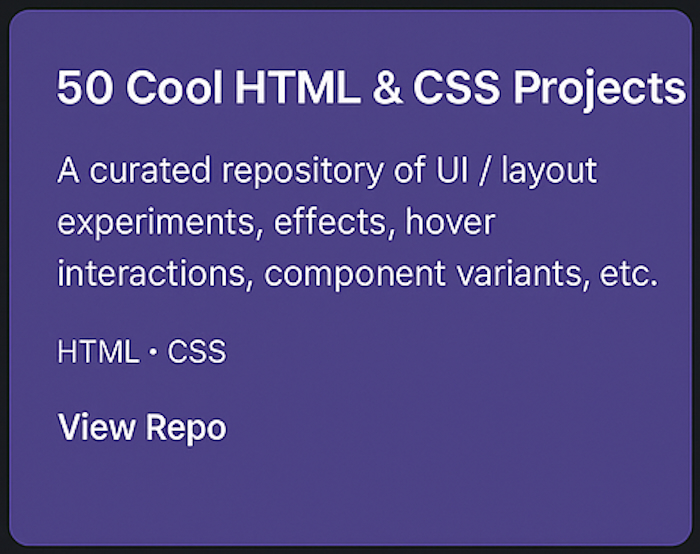 50 Cool HTML & CSS Projects
A curated repository of UI / layout
experiments, effects, hover
interactions, component variants, etc.
HTML • CSS
View Repo